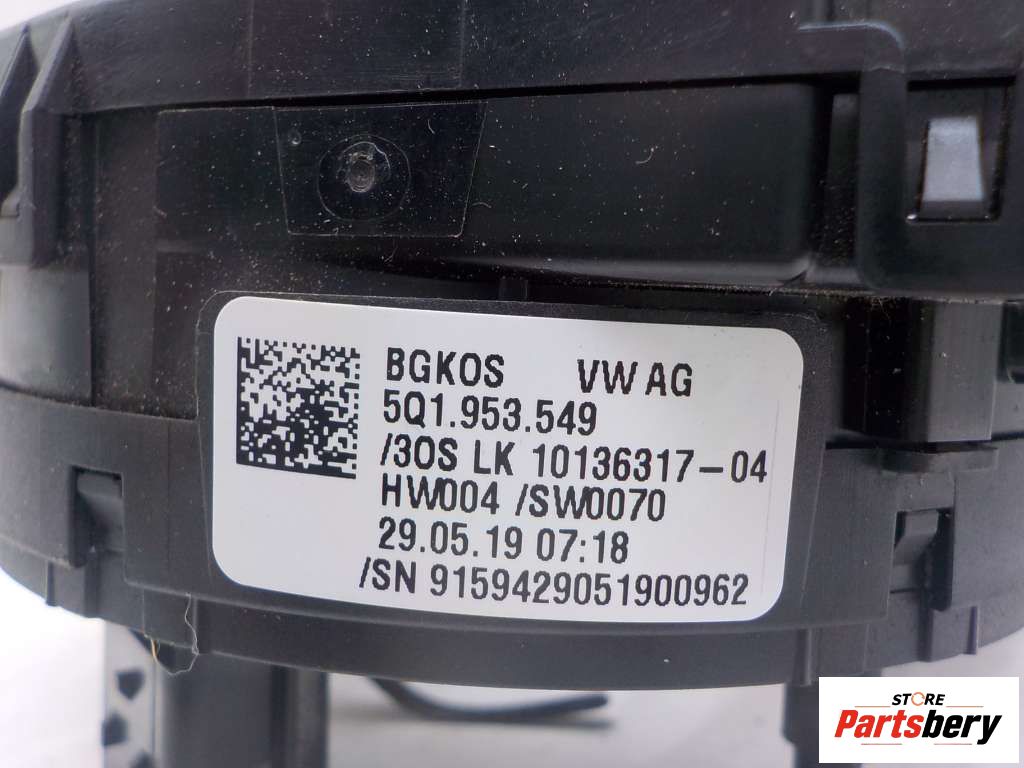 BGKOS VW AG
5Q1.953.549
/3OS LK 10136317-04
HW004 /SW0070
29.05.19 07:18
/SN 9159429051900962
STORE
Partsbery